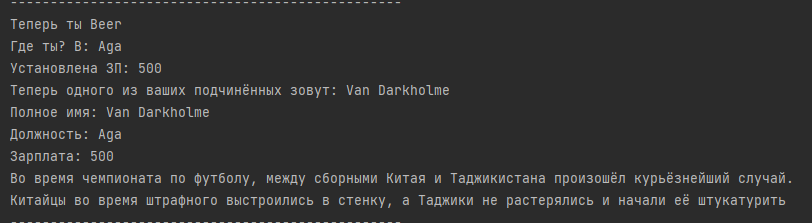 --------------------------------------------------
Теперь ты Beer
Где ты? В: Aga
Установлена ЗП: 500
Теперь одного из ваших подчинённых зовут: Van Darkholme
Полное имя: Van Darkholme
Должность: Aga
Зарплата: 500
Во время чемпионата по футболу, между сборными Китая и Таджикистана произошёл курьёзнейший случай.
Китайцы во время штрафного выстроились в стенку, а Таджики не растерялись и начали её штукатурить
--------------------------------------------------